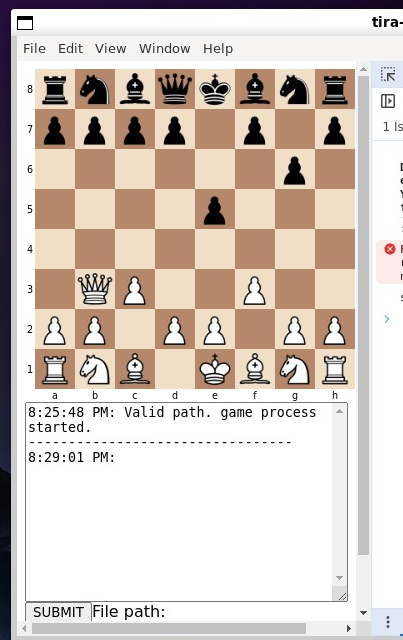 tira-
File Edit View Window Help
8
7
6
5
4
3
2
1
a b c d e f g h
1 Is
8:25:48 PM: Valid path. game process
started.
---------------------------------
8:29:01 PM:
SUBMIT File path: